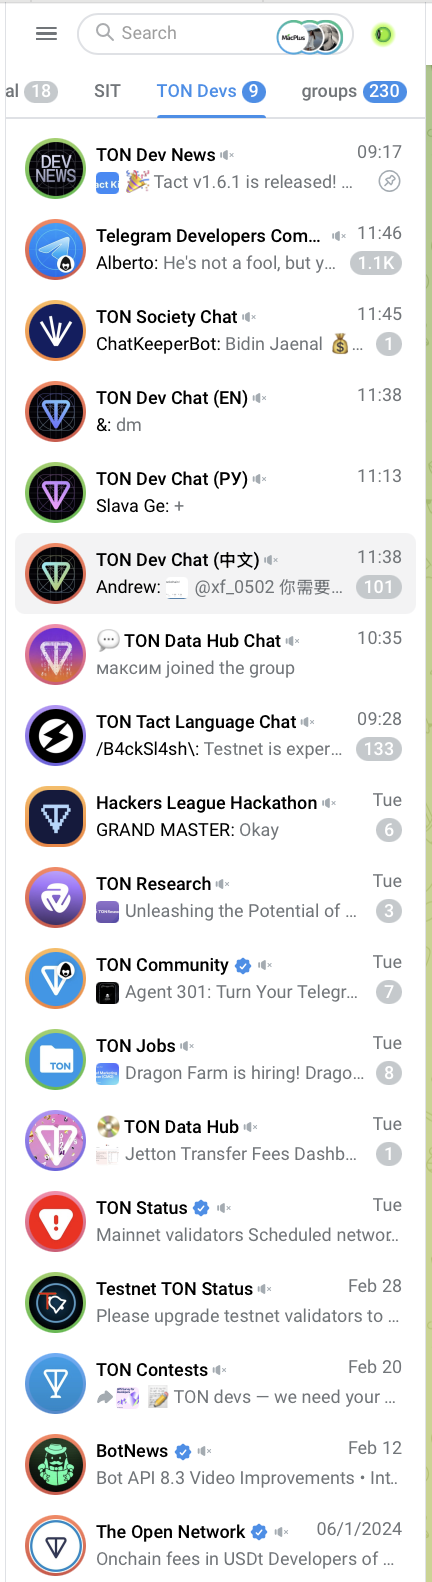 Search
MacPlus
al 18
SIT
TON Devs 9
groups 230
DEV
NEWS
TON Dev News 09:17
Tact v1.6.1 is released! ...
Telegram Developers Com... 11:46
Alberto: He's not a fool, but y... 1.1K
TON Society Chat 11:45
ChatKeeperBot: Bidin Jaenal 💰... 1
TON Dev Chat (EN) 11:38
&: dm
TON Dev Chat (РУ) 11:13
Slava Ge: +
TON Dev Chat (中文) 11:38
Andrew: @xf_0502 你需要... 101
💬 TON Data Hub Chat 10:35
максим joined the group
TON Tact Language Chat 09:28
/B4ckSl4sh\: Testnet is exper... 133
Hackers League Hackathon Tue
GRAND MASTER: Okay 6
TON Research Tue
Unleashing the Potential of ... 3
TON Community Tue
Agent 301: Turn Your Telegr... 7
TON
TON Jobs Tue
Dragon Farm is hiring! Drago... 8
📀 TON Data Hub Tue
Jetton Transfer Fees Dashb... 1
TON Status Tue
Mainnet validators Scheduled networ..
Testnet TON Status Feb 28
Please upgrade testnet validators to ...
TON Contests Feb 20
📝 TON devs — we need your ...
BotNews Feb 12
Bot API 8.3 Video Improvements • Int..
The Open Network 06/1/2024
Onchain fees in USDt Developers of ...